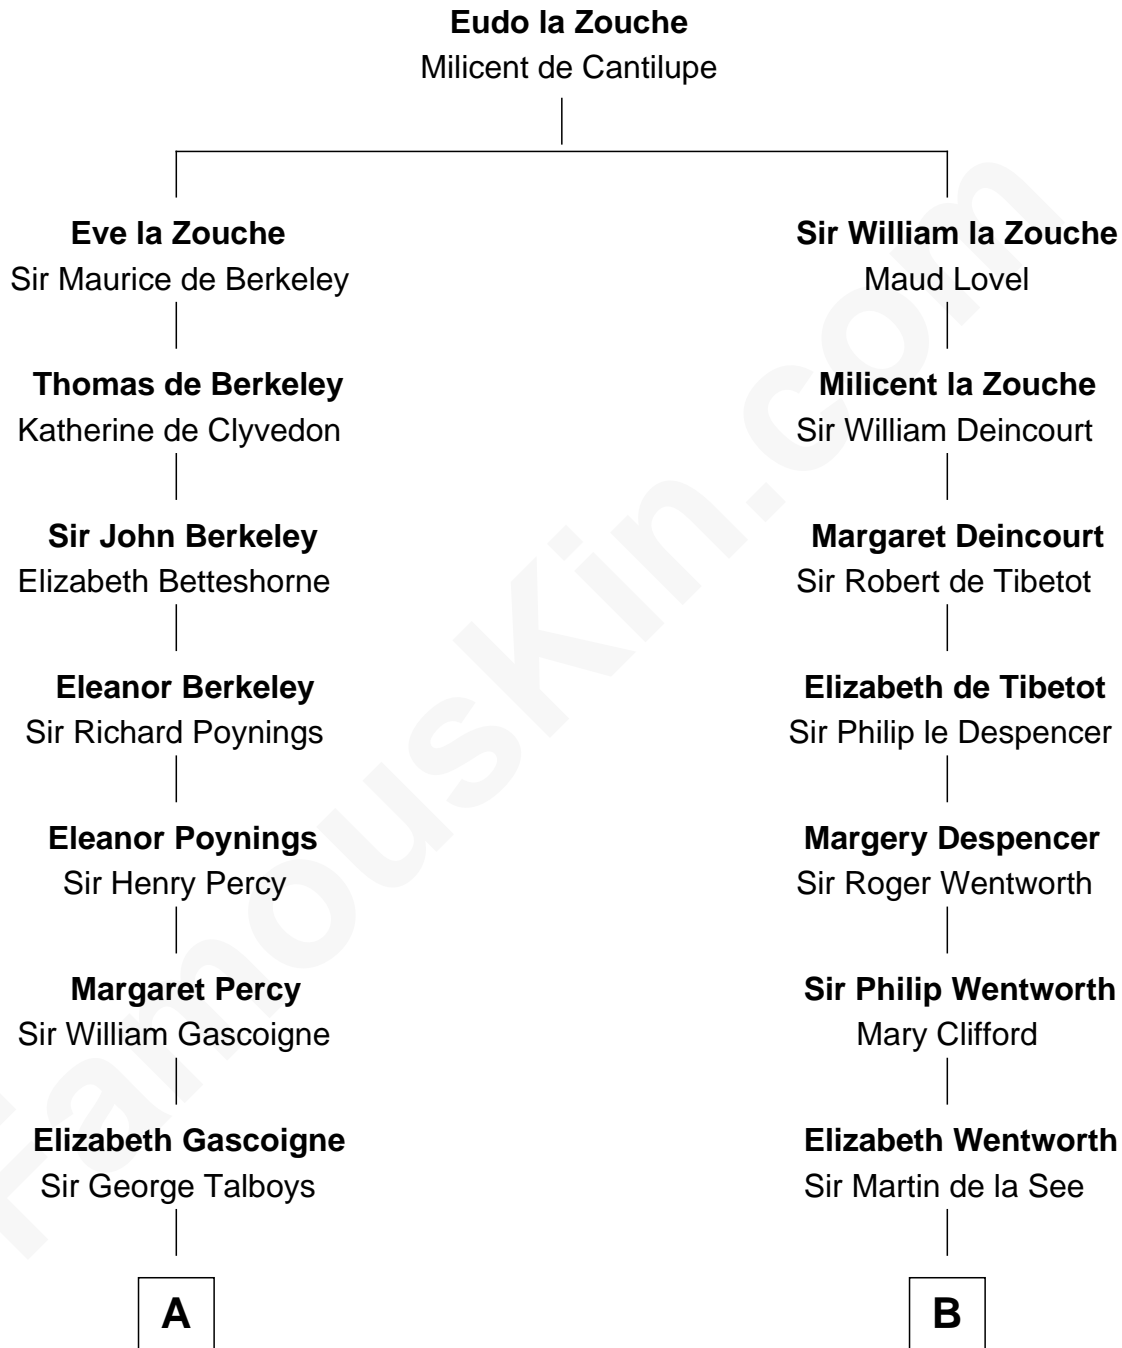 Eudo la Zouche
Milicent de Cantilupe
Eve la Zouche
Sir Maurice de Berkeley
Thomas de Berkeley
Katherine de Clyvedon
Sir John Berkeley
Elizabeth Betteshorne
Eleanor Berkeley
Sir Richard Poynings
Eleanor Poynings
Sir Henry Percy
Margaret Percy
Sir William Gascoigne
Elizabeth Gascoigne
Sir George Talboys
A
Sir William la Zouche
Maud Lovel
Milicent la Zouche
Sir William Deincourt
Margaret Deincourt
Sir Robert de Tibetot
Elizabeth de Tibetot
Sir Philip le Despencer
Margery Despencer
Sir Roger Wentworth
Sir Philip Wentworth
Mary Clifford
Elizabeth Wentworth
Sir Martin de la See
B
FamousKin.com